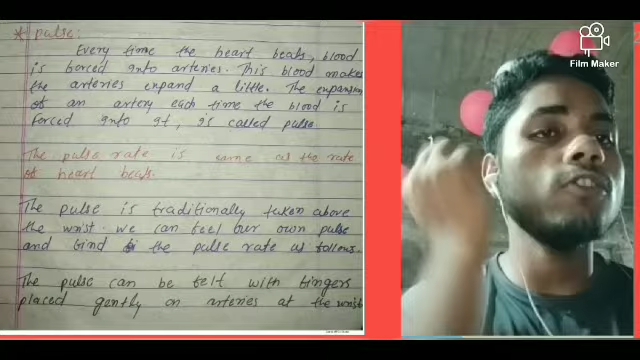 * pulse:
Every time the heart beats, blood
is forced into arteries. This blood makes
the arteries expand a little. The expansion
of an artery each time the blood is
forced into it, is called pulse
The pulse rate is same as the rate
of heart beats.
The pulse is traditionally taken above
the wrist. we can feel our own pulse
and find the pulse rate as follows.
The pulse can be felt with fingers
placed gently on arteries at the wrist
Film Maker